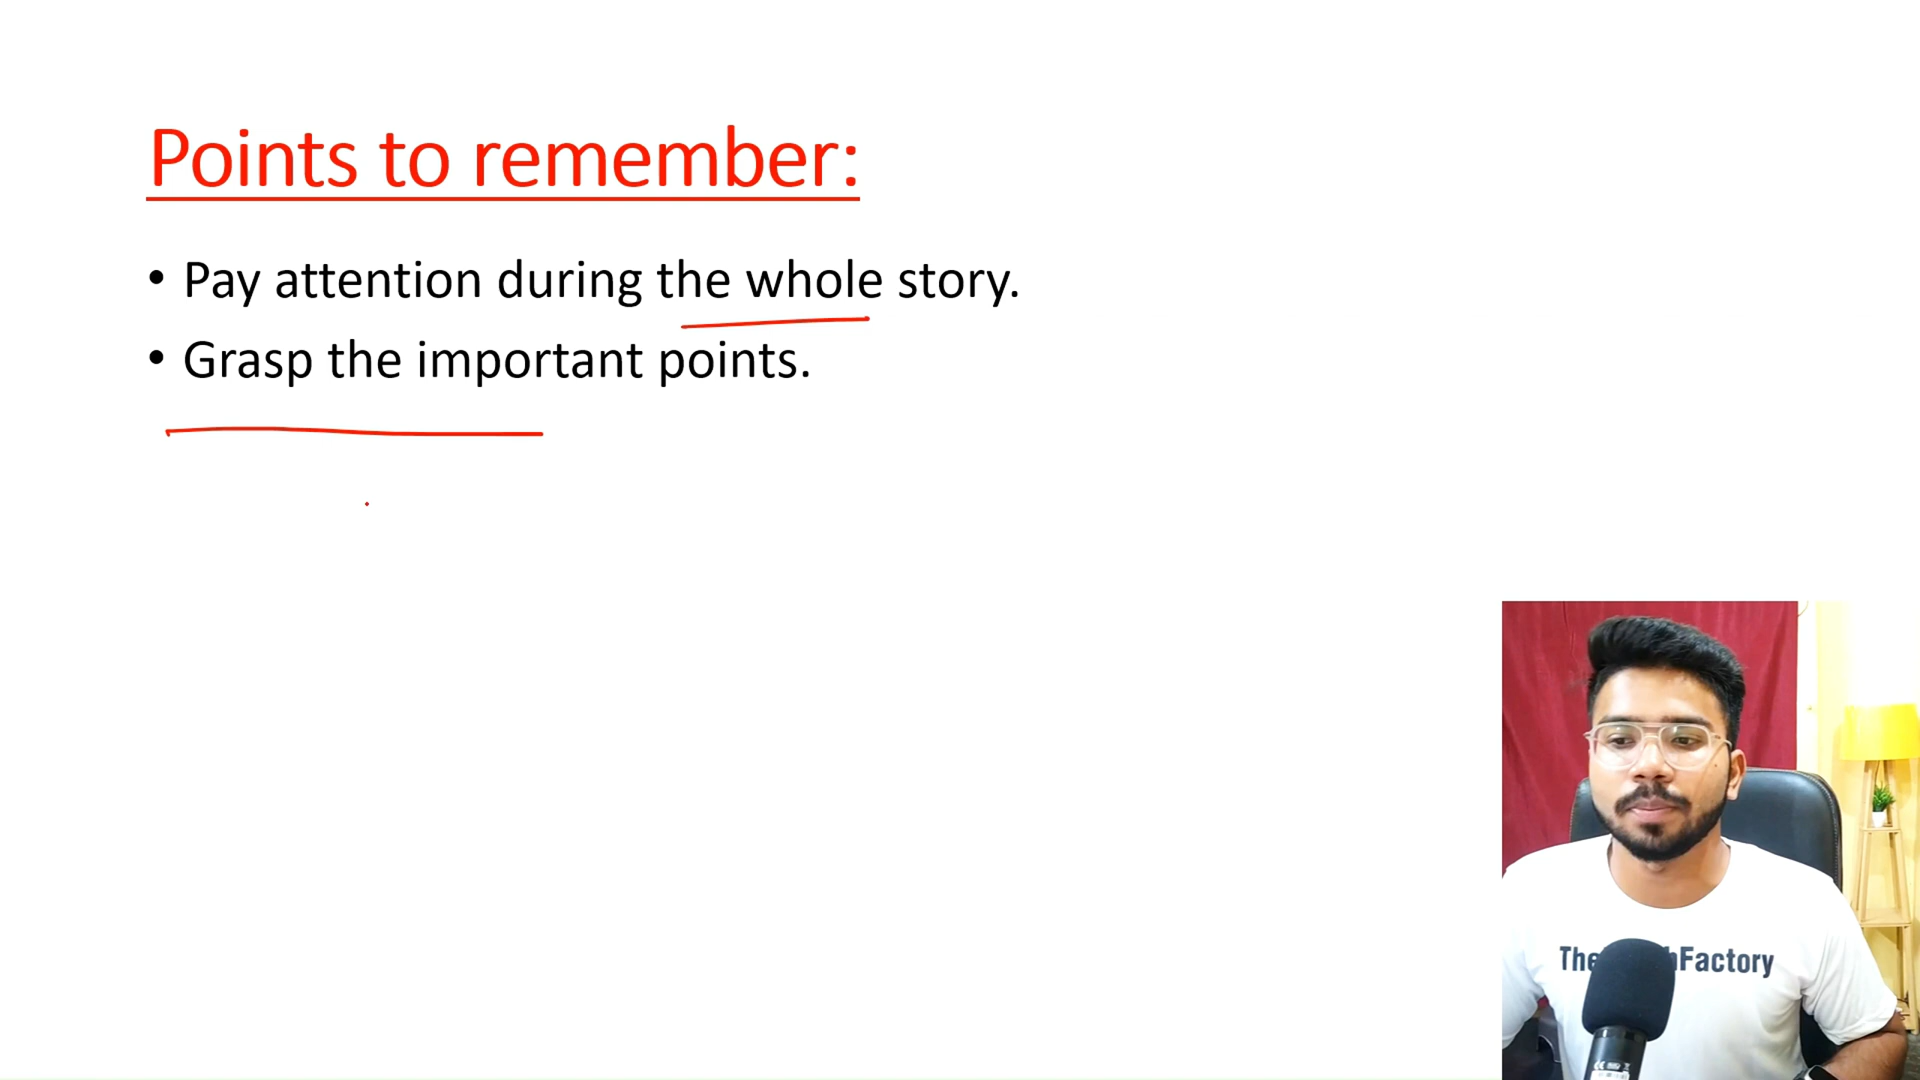 Points to remember:
• Pay attention during the whole story.
• Grasp the important points.